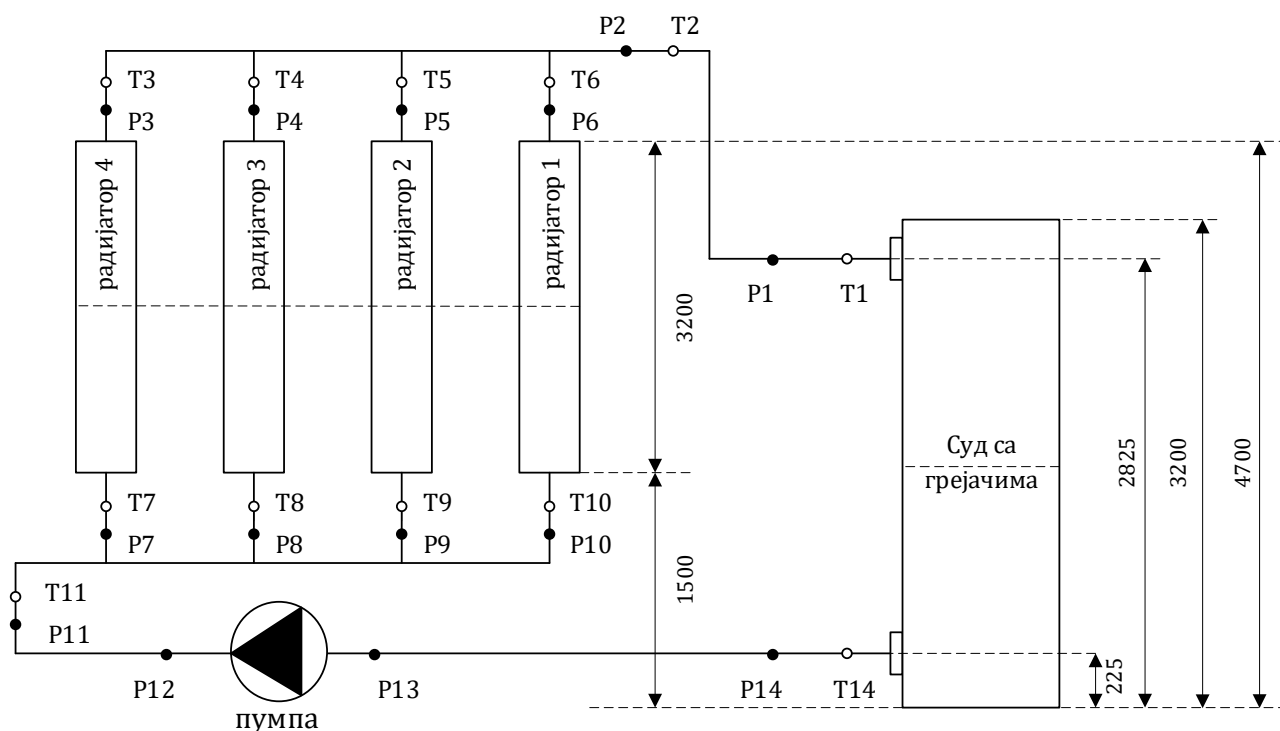 P2
T2
T3
T4
T5
T6
P3
P4
P5
P6
радијатор 4
радијатор 3
радијатор 2
радијатор 1
P1
T1
3200
2825
3200
4700
Суд са
грејачима
T7
T8
T9
T10
P7
P8
P9
P10
1500
T11
P11
P12
P13
P14
T14
225
пумпа